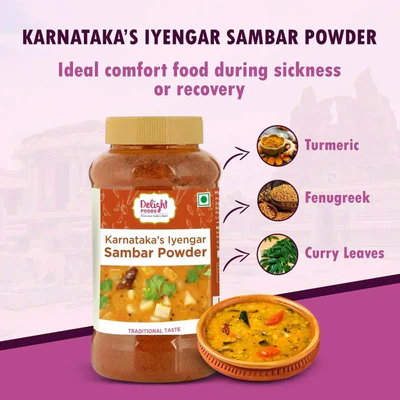 KARNATAKA'S IYENGAR SAMBAR POWDER
Ideal comfort food during sickness
or recovery
Turmeric
Fenugreek
Curry Leaves
Delight
FOODS
Karnataka's Iyengar
Sambar Powder
TRADITIONAL TASTE